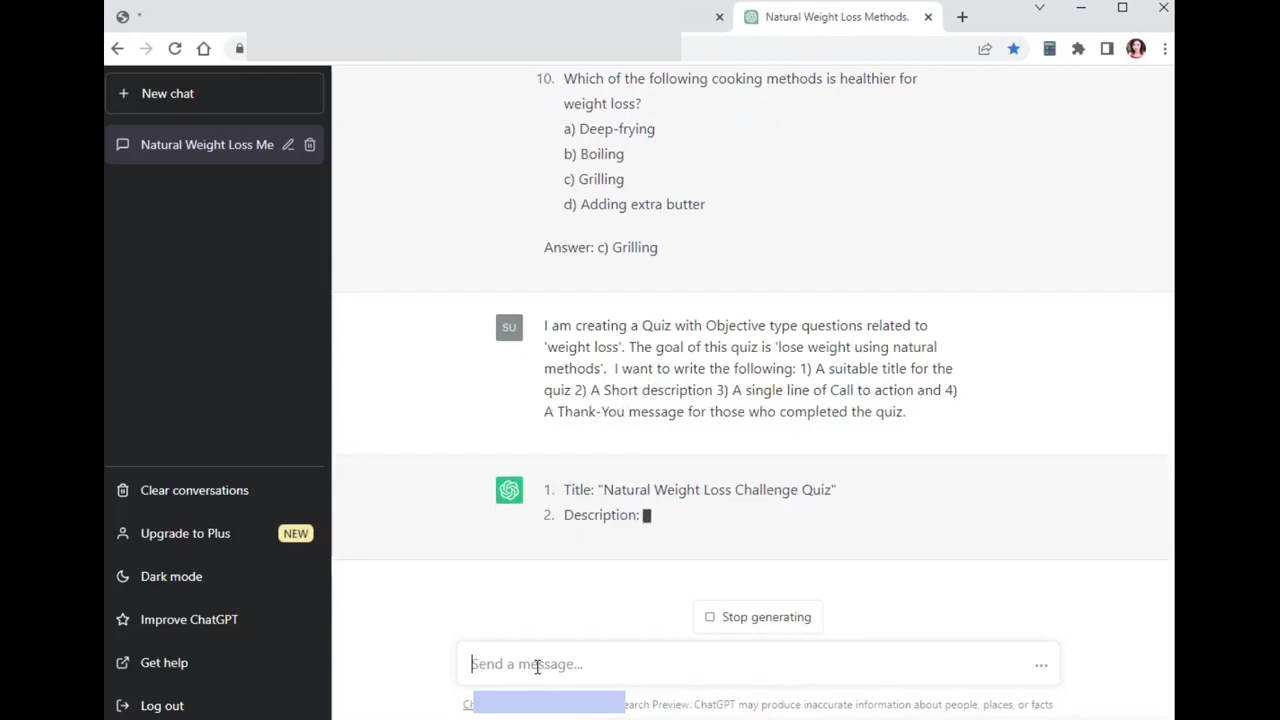 Natural Weight Loss Methods.
New chat
Natural Weight Loss Me
10. Which of the following cooking methods is healthier for
weight loss?
a) Deep-frying
b) Boiling
c) Grilling
d) Adding extra butter
Answer: c) Grilling
SU
I am creating a Quiz with Objective type questions related to
'weight loss'. The goal of this quiz is 'lose weight using natural
methods'. I want to write the following: 1) A suitable title for the
quiz 2) A Short description 3) A single line of Call to action and 4)
A Thank-You message for those who completed the quiz.
1. Title: "Natural Weight Loss Challenge Quiz"
2. Description:
Clear conversations
Upgrade to Plus NEW
Dark mode
Improve ChatGPT
Get help
Log out
Stop generating
Send a message...
Search Preview. ChatGPT may produce inaccurate information about people, places, or facts